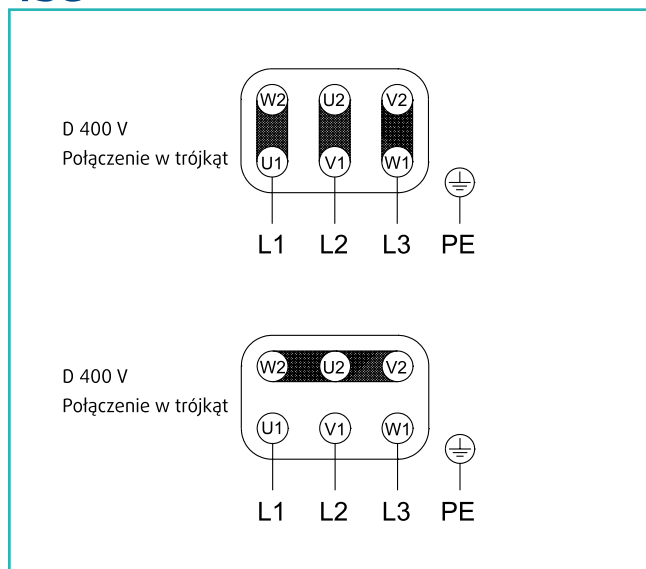 W2 U2 V2
D 400 V
Połączenie w trójkąt
U1 V1 W1
L1 L2 L3 PE
W2 U2 V2
D 400 V
Połączenie w trójkąt
U1 V1 W1
L1 L2 L3 PE